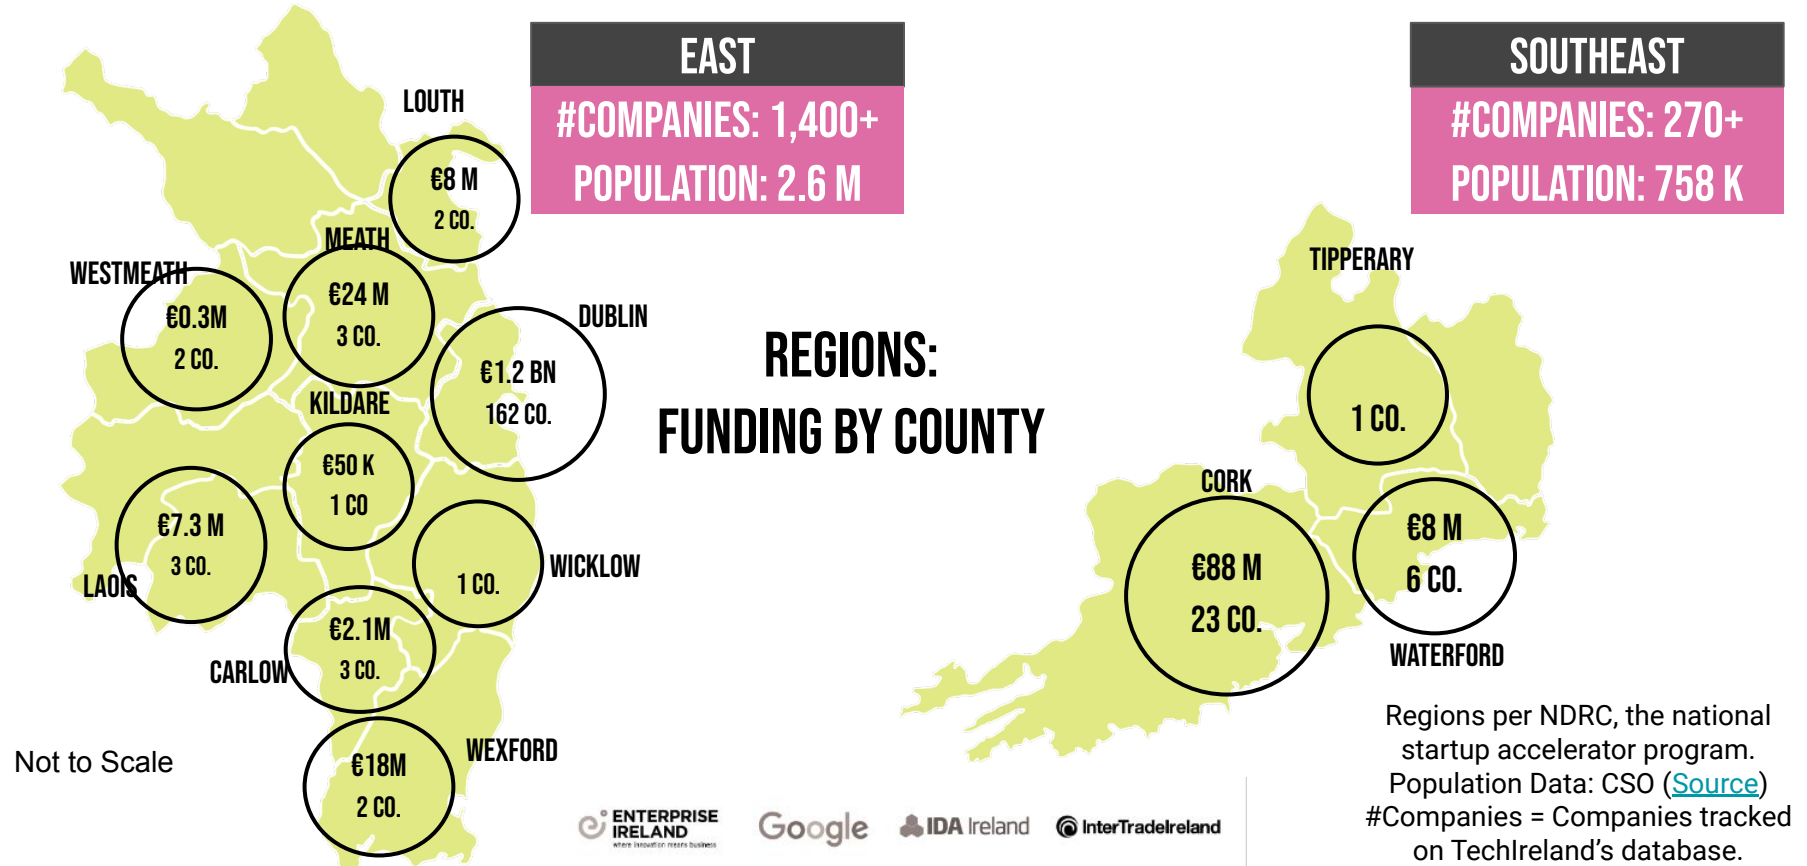 EAST
#COMPANIES: 1,400+
POPULATION: 2.6 M
SOUTHEAST
#COMPANIES: 270+
POPULATION: 758 K
LOUTH
€8 M
2 CO.
MEATH
€24 M
3 CO.
WESTMEATH
€0.3M
2 CO.
DUBLIN
€1.2 BN
162 CO.
KILDARE
€50 K
1 CO
€7.3 M
3 CO.
LAOIS
WICKLOW
1 CO.
€2.1M
3 CO.
CARLOW
WEXFORD
€18M
2 CO.
Not to Scale
REGIONS:
FUNDING BY COUNTY
TIPPERARY
1 CO.
CORK
€88 M
23 CO.
€8 M
6 CO.
WATERFORD
Regions per NDRC, the national
startup accelerator program.
Population Data: CSO (Source)
#Companies = Companies tracked
on TechIreland's database.
ENTERPRISE
IRELAND
where innovation means business
Google
IDA Ireland
InterTradeIreland